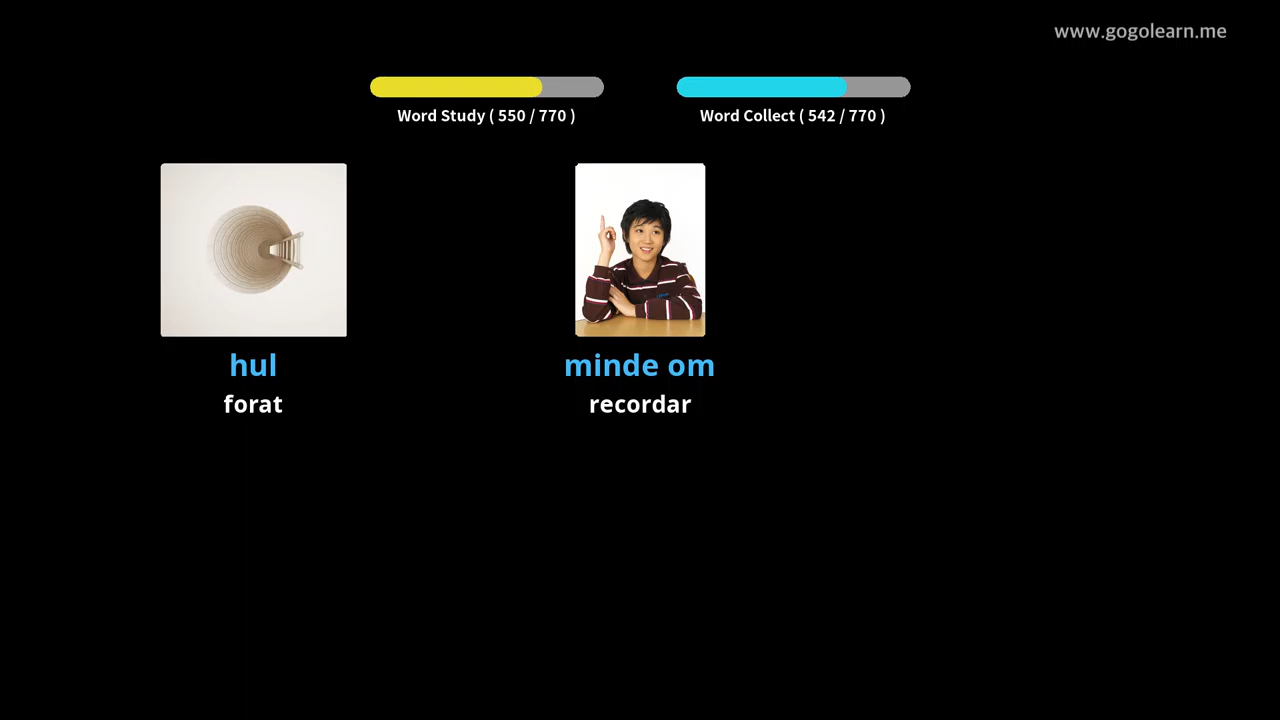 www.gogolearn.me
Word Study ( 550 / 770 )
Word Collect ( 542 / 770 )
hul
forat
minde om
recordar